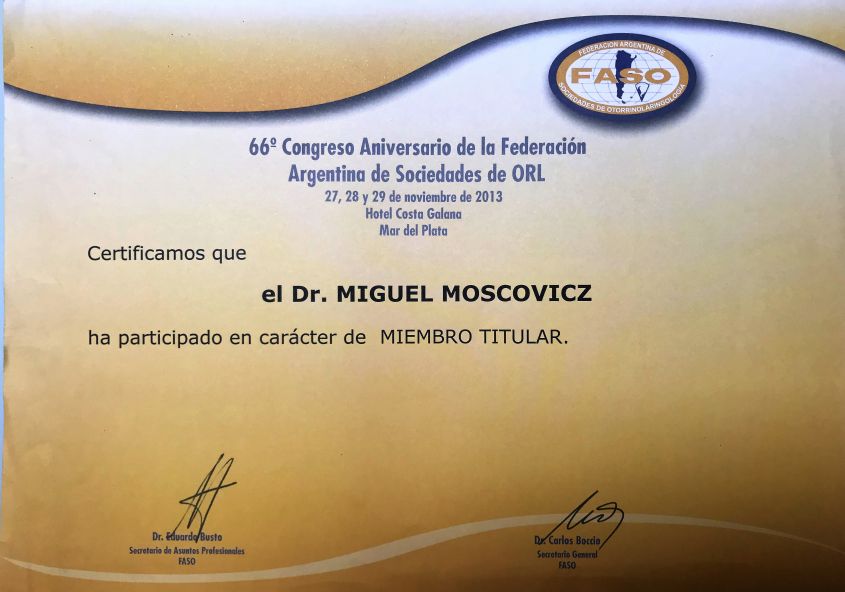 FEDERACION ARGENTINA DE
FASO
SOCIEDADES DE OTORRINOLARINGOLOGÍA
66º Congreso Aniversario de la Federación
Argentina de Sociedades de ORL
27, 28 y 29 de noviembre de 2013
Hotel Costa Galana
Mar del Plata
Certificamos que
el Dr. MIGUEL MOSCOVICZ
ha participado en carácter de MIEMBRO TITULAR.
Dr. Eduardo Busto
Secretario de Asuntos Profesionales
FASO
Dr. Carlos Boccio
Secretario General
FASO